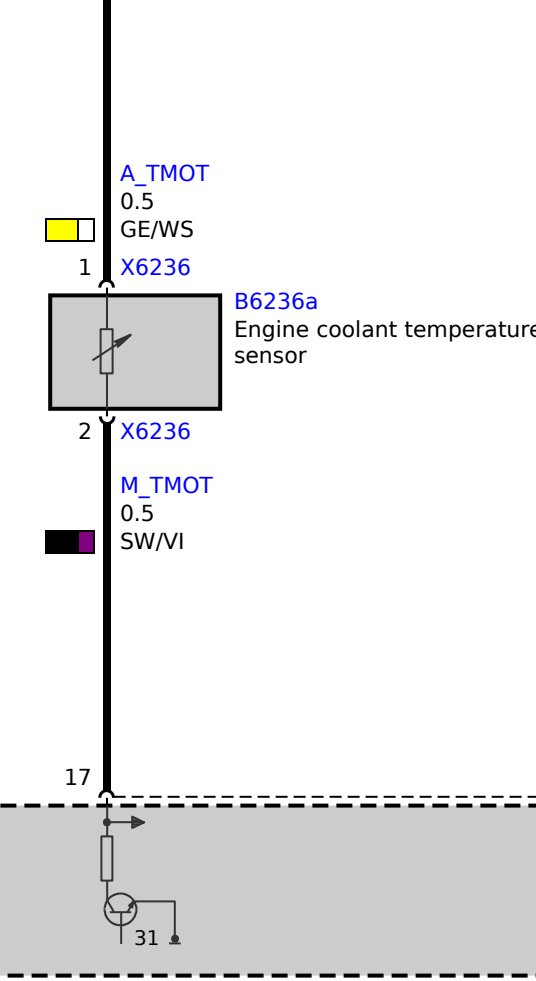 A_TMOT
0.5
GE/WS
1 X6236
B6236a
Engine coolant temperature
sensor
2 X6236
M_TMOT
0.5
SW/VI
17
31